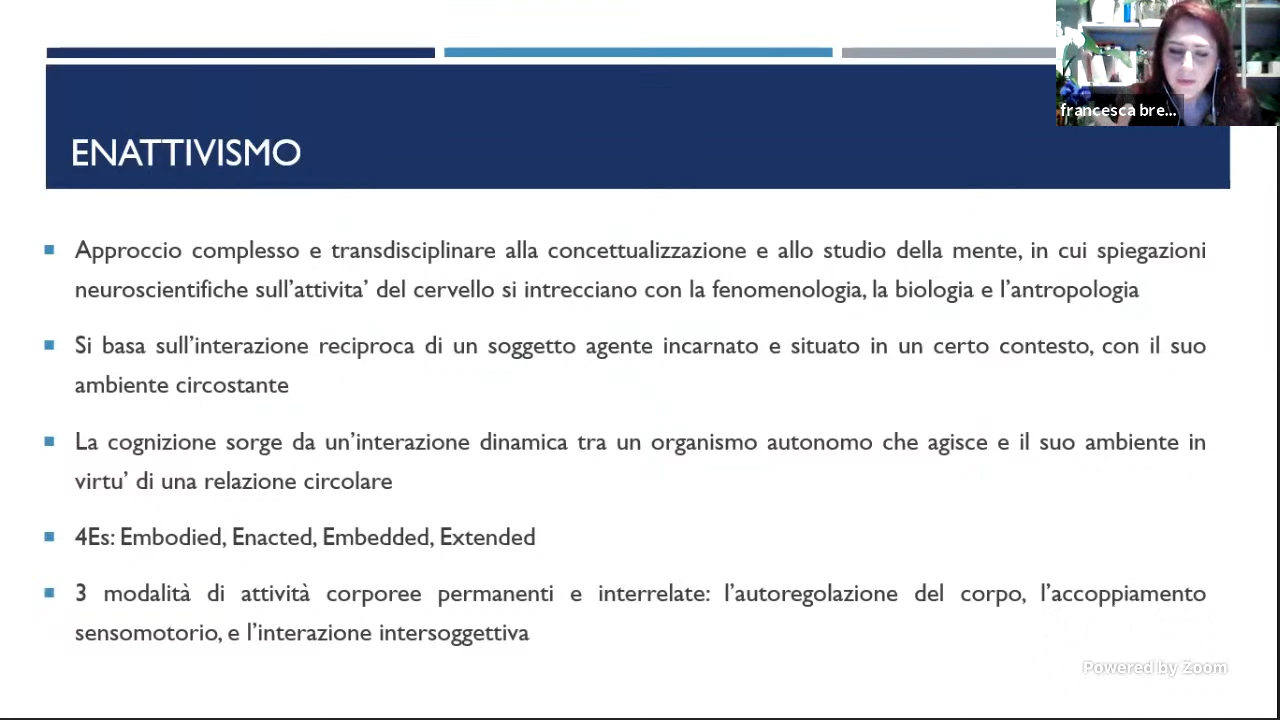 francesca bre...
ENATTIVISMO
Approccio complesso e transdisciplinare alla concettualizzazione e allo studio della mente, in cui spiegazioni
neuroscientifiche sull'attivita' del cervello si intrecciano con la fenomenologia, la biologia e l'antropologia
Si basa sull'interazione reciproca di un soggetto agente incarnato e situato in un certo contesto, con il suo
ambiente circostante
La cognizione sorge da un'interazione dinamica tra un organismo autonomo che agisce e il suo ambiente in
virtu' di una relazione circolare
4Es: Embodied, Enacted, Embedded, Extended
3 modalità di attività corporee permanenti e interrelate: l'autoregolazione del corpo, l'accoppiamento
sensomotorio, e l'interazione intersoggettiva
Powered by Zoom